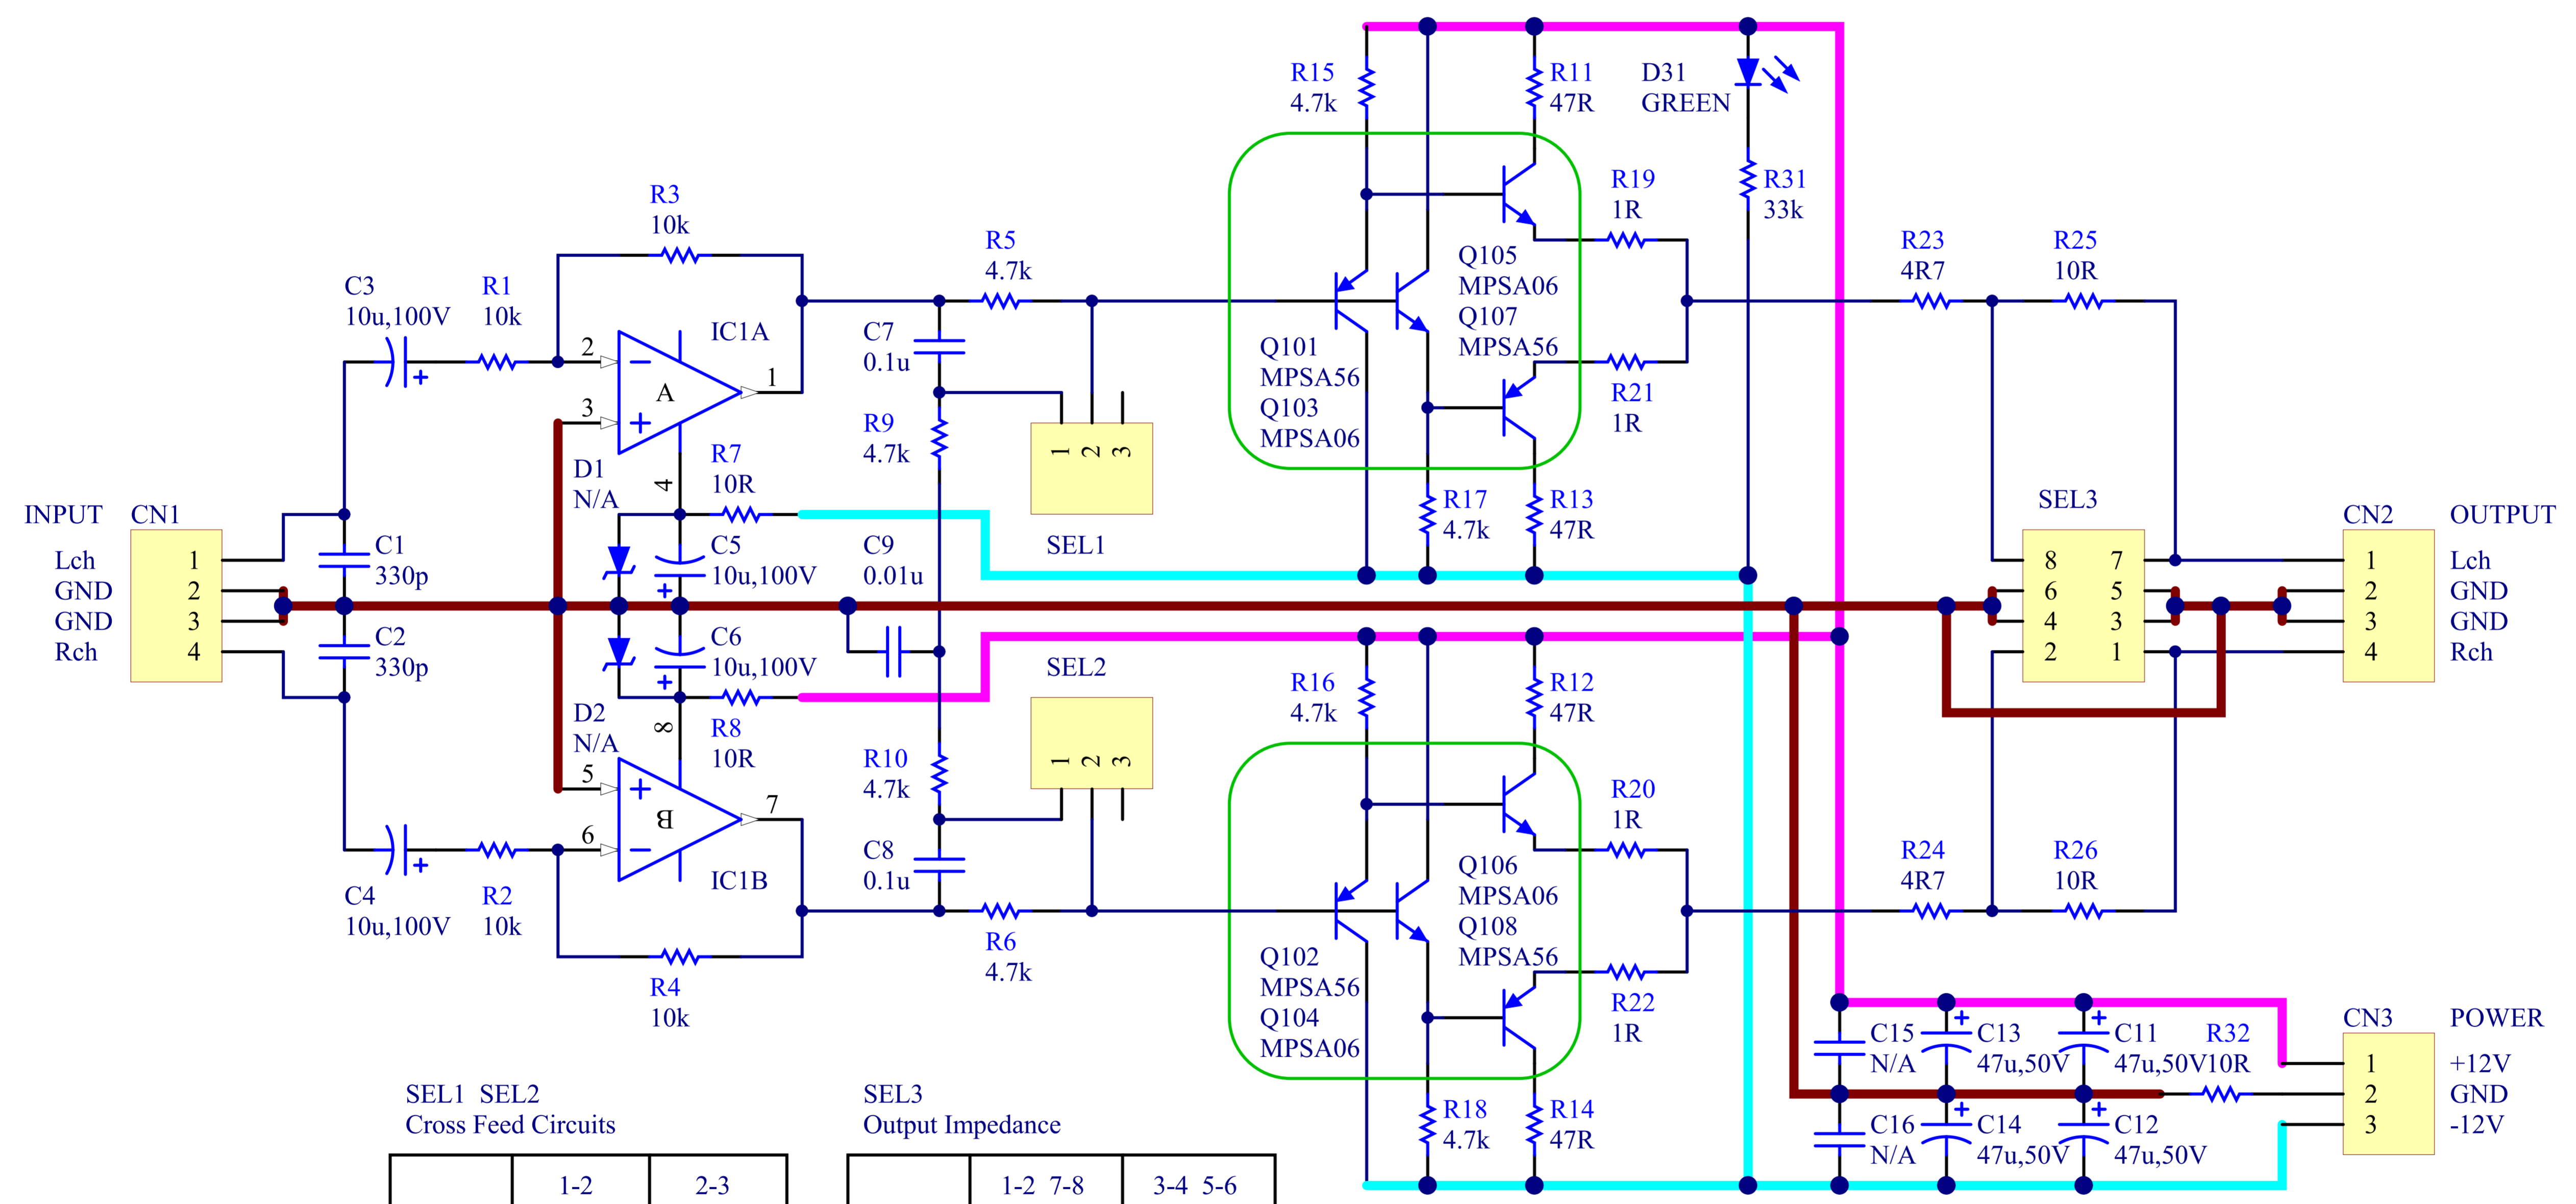 R15
4.7k
R11
47R
D31
GREEN
R31
33k
R3
10k
R19
1R
C3
10u,100V
R1
10k
IC1A
2
3
A
1
4
R5
4.7k
C7
0.1u
R9
4.7k
1 2 3
SEL1
Q105
MPSA06
Q107
MPSA56
Q101
MPSA56
Q103
MPSA06
R21
1R
R23
4R7
R25
10R
D1
N/A
R7
10R
R17
4.7k
R13
47R
INPUT
CN1
Lch
GND
GND
Rch
1
2
3
4
C1
330p
C2
330p
C5
10u,100V
C9
0.01u
C6
10u,100V
SEL3
8 7
6 5
4 3
2 1
CN2
OUTPUT
1
2
3
4
Lch
GND
GND
Rch
SEL2
1 2 3
R16
4.7k
R12
47R
D2
N/A
8
R8
10R
R10
4.7k
5
6
B
7
IC1B
C8
0.1u
C4
10u,100V
R2
10k
R6
4.7k
R4
10k
R20
1R
Q106
MPSA06
Q108
MPSA56
Q102
MPSA56
Q104
MPSA06
R22
1R
R24
4R7
R26
10R
C15
N/A
C13
47u,50V
C11
47u,50V
R32
10R
CN3
POWER
1
2
3
+12V
GND
-12V
C16
N/A
C14
47u,50V
C12
47u,50V
R18
4.7k
R14
47R
SEL1 SEL2
Cross Feed Circuits
1-2
2-3
SEL3
Output Impedance
1-2 7-8
3-4 5-6